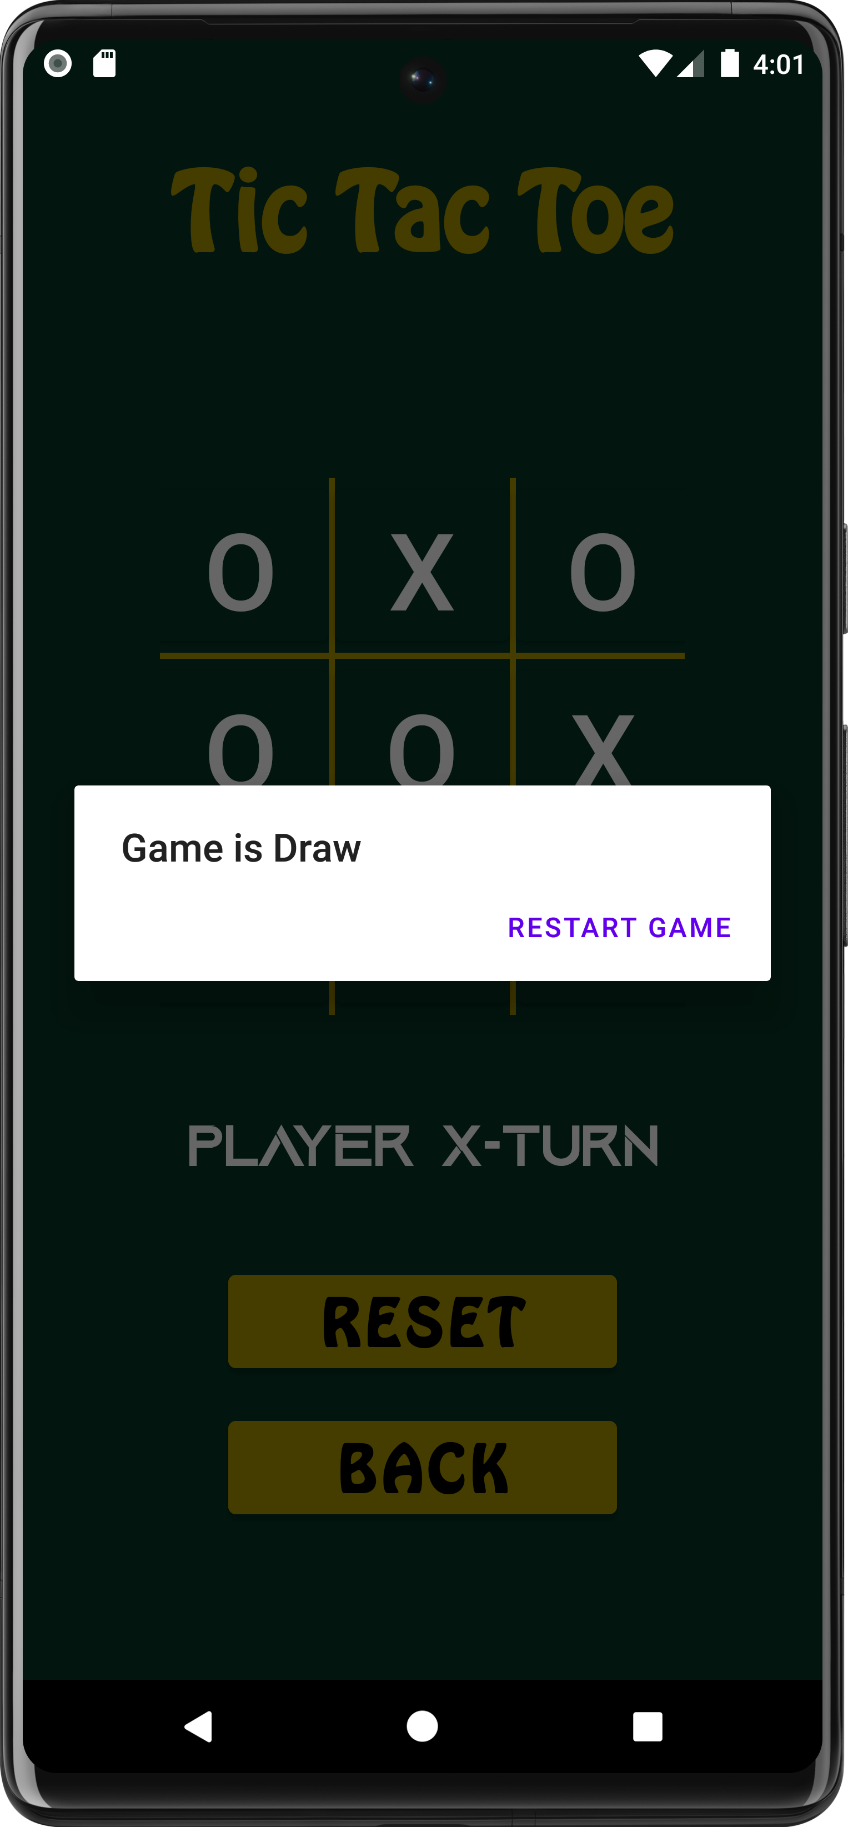 4:01
Tic Tac Toe
O X O
O O X
Game is Draw
RESTART GAME
PLAYER X-TURN
RESET
BACK